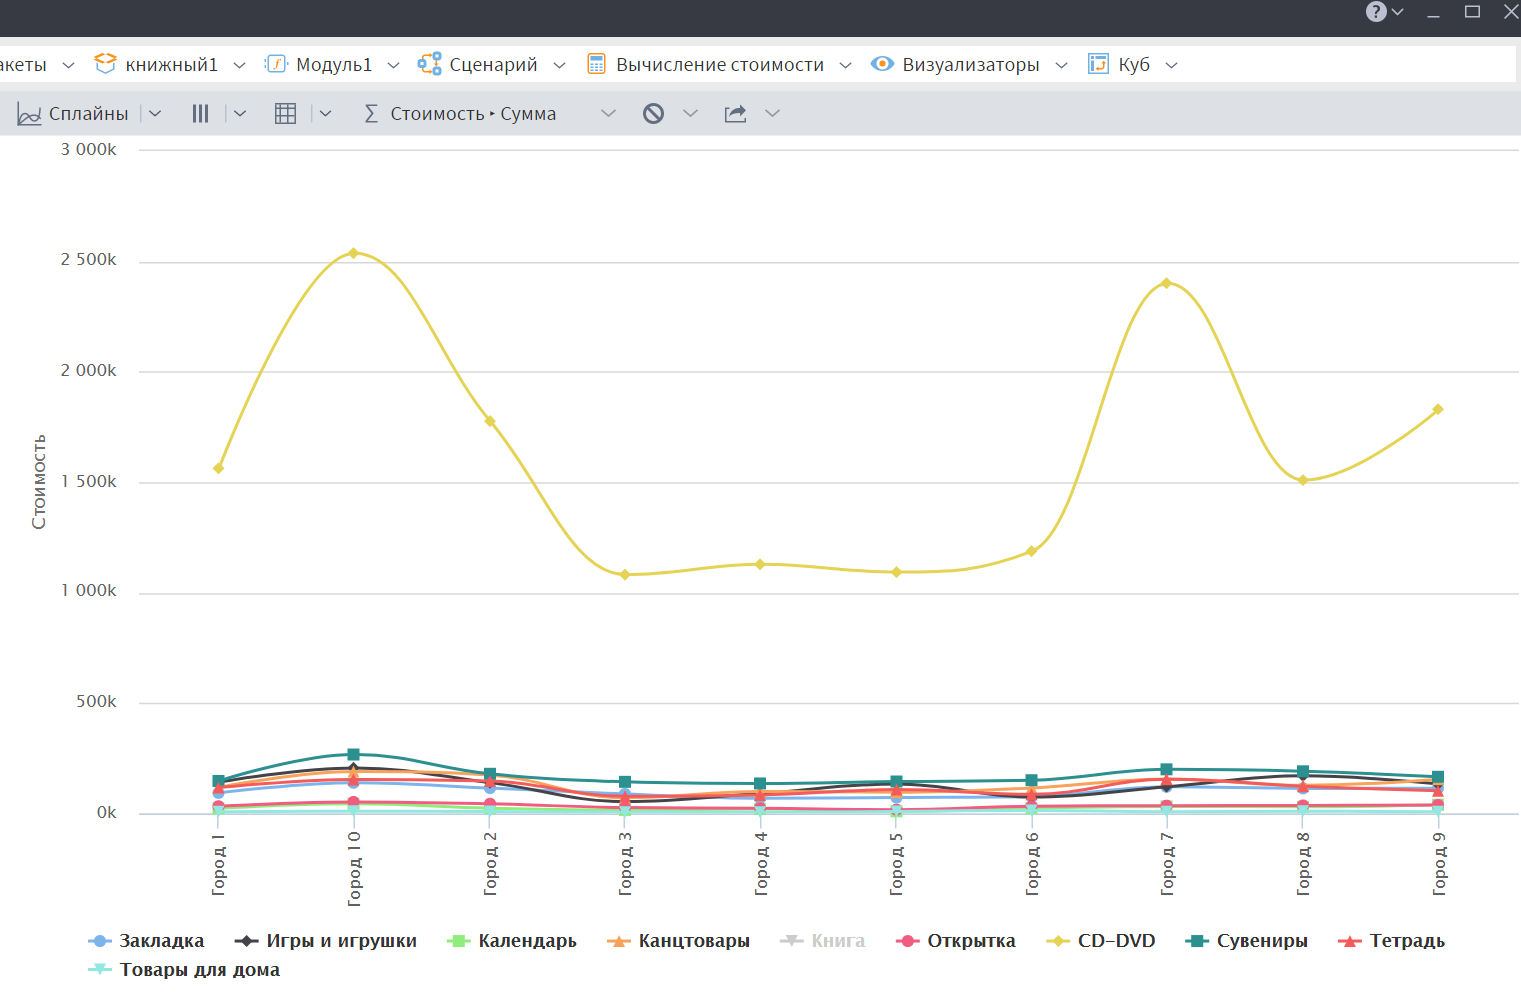 ?
акеты книжный1 Модуль1 Сценарий Вычисление стоимости Визуализаторы Куб
Сплайны Стоимость ‣ Сумма
3 000k
2 500k
2 000k
1 500k
1 000k
500k
0k
Стоимость
Город 1 Город 10 Город 2 Город 3 Город 4 Город 5 Город 6 Город 7 Город 8 Город 9
Закладка Игры и игрушки Календарь Канцтовары Книга Открытка CD-DVD Сувениры Тетрадь
Товары для дома